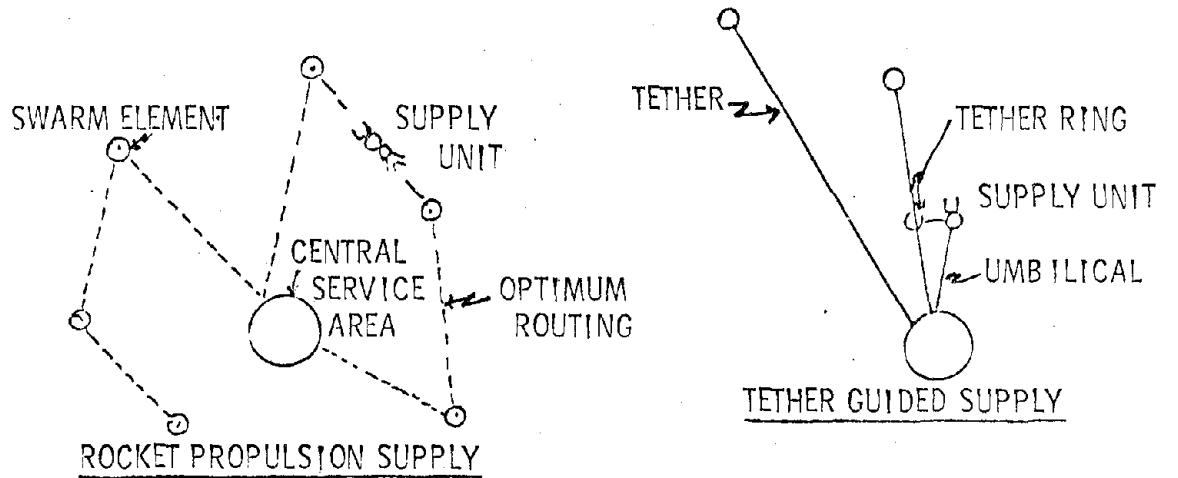 SWARM ELEMENT
SUPPLY
UNIT
CENTRAL
SERVICE
AREA
OPTIMUM
ROUTING
ROCKET PROPULSION SUPPLY
TETHER
TETHER RING
SUPPLY UNIT
UMBILICAL
TETHER GUIDED SUPPLY